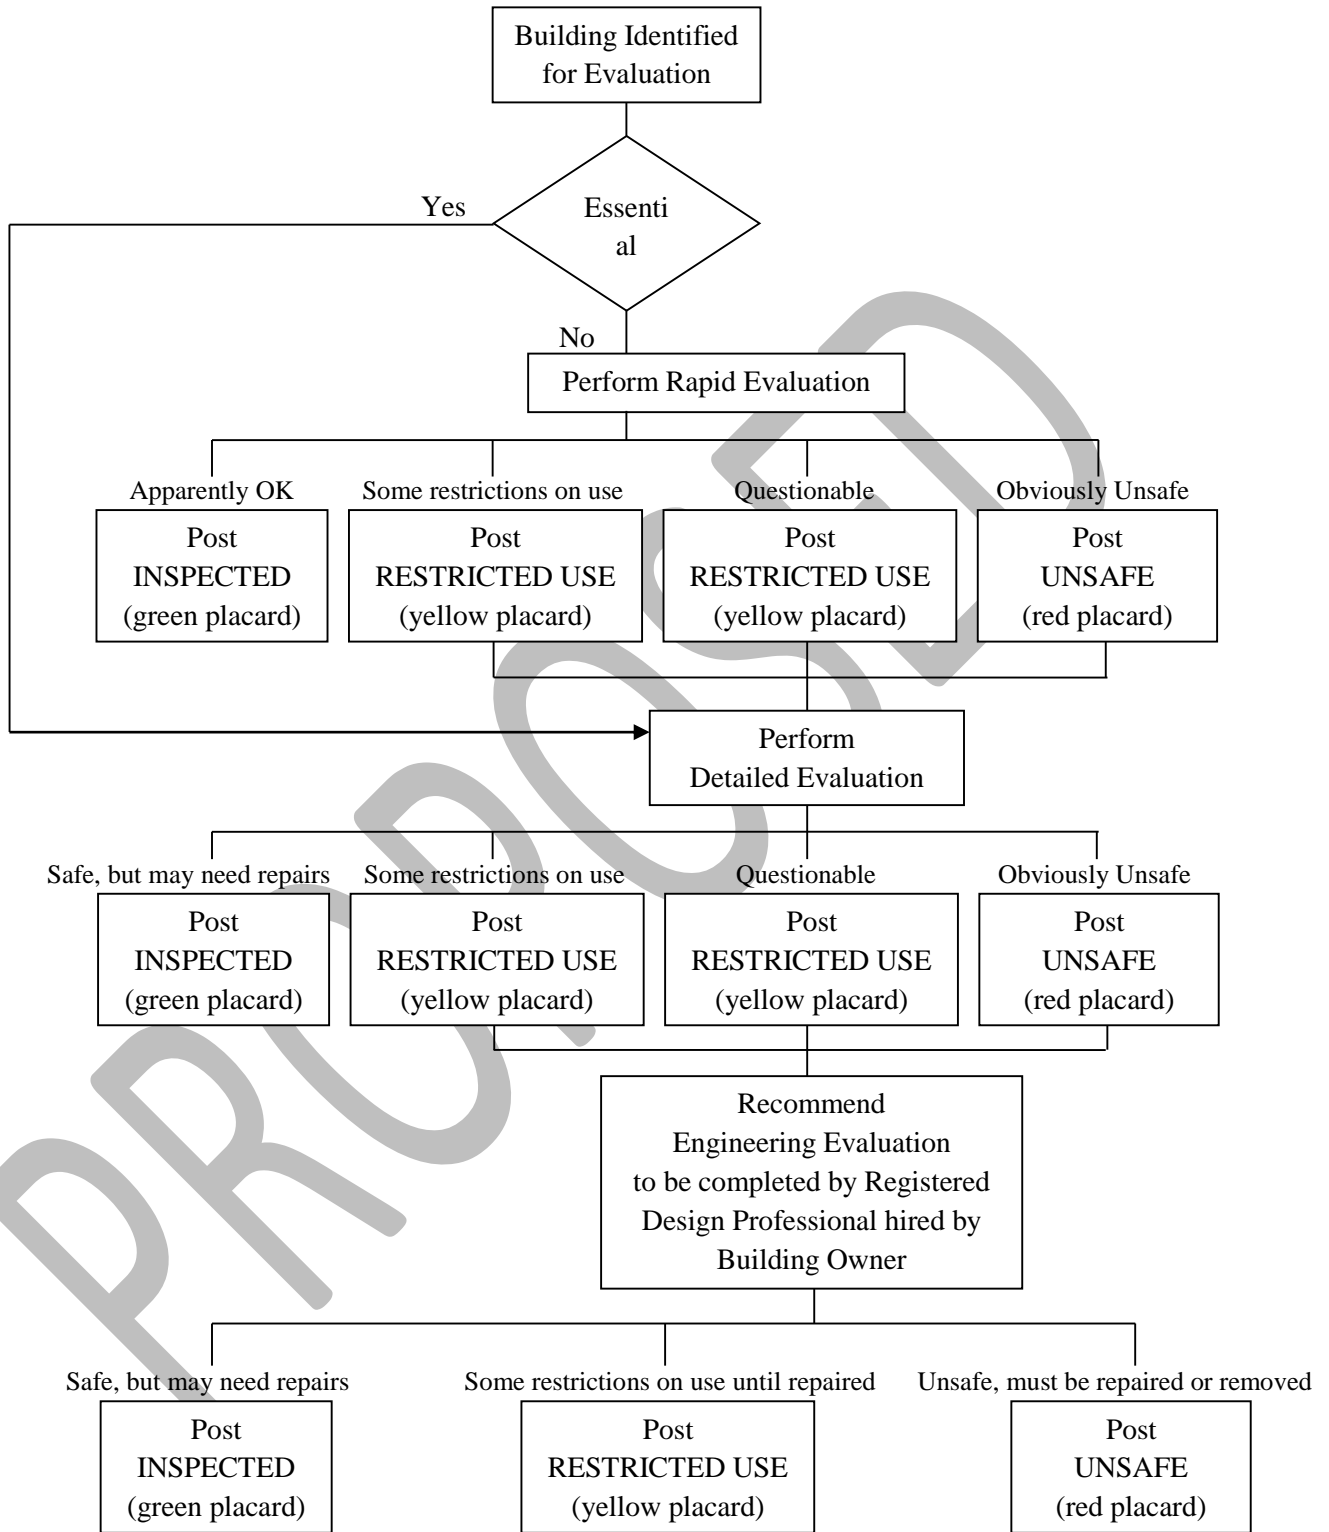 Building Identified
for Evaluation
Yes
Essenti
al
No
Perform Rapid Evaluation
Apparently OK
Some restrictions on use
Questionable
Obviously Unsafe
Post
INSPECTED
(green placard)
Post
RESTRICTED USE
(yellow placard)
Post
RESTRICTED USE
(yellow placard)
Post
UNSAFE
(red placard)
Perform
Detailed Evaluation
Safe, but may need repairs
Some restrictions on use
Questionable
Obviously Unsafe
Post
INSPECTED
(green placard)
Post
RESTRICTED USE
(yellow placard)
Post
RESTRICTED USE
(yellow placard)
Post
UNSAFE
(red placard)
Recommend
Engineering Evaluation
to be completed by Registered
Design Professional hired by
Building Owner
Safe, but may need repairs
Some restrictions on use until repaired
Unsafe, must be repaired or removed
Post
INSPECTED
(green placard)
Post
RESTRICTED USE
(yellow placard)
Post
UNSAFE
(red placard)
PROPOSED